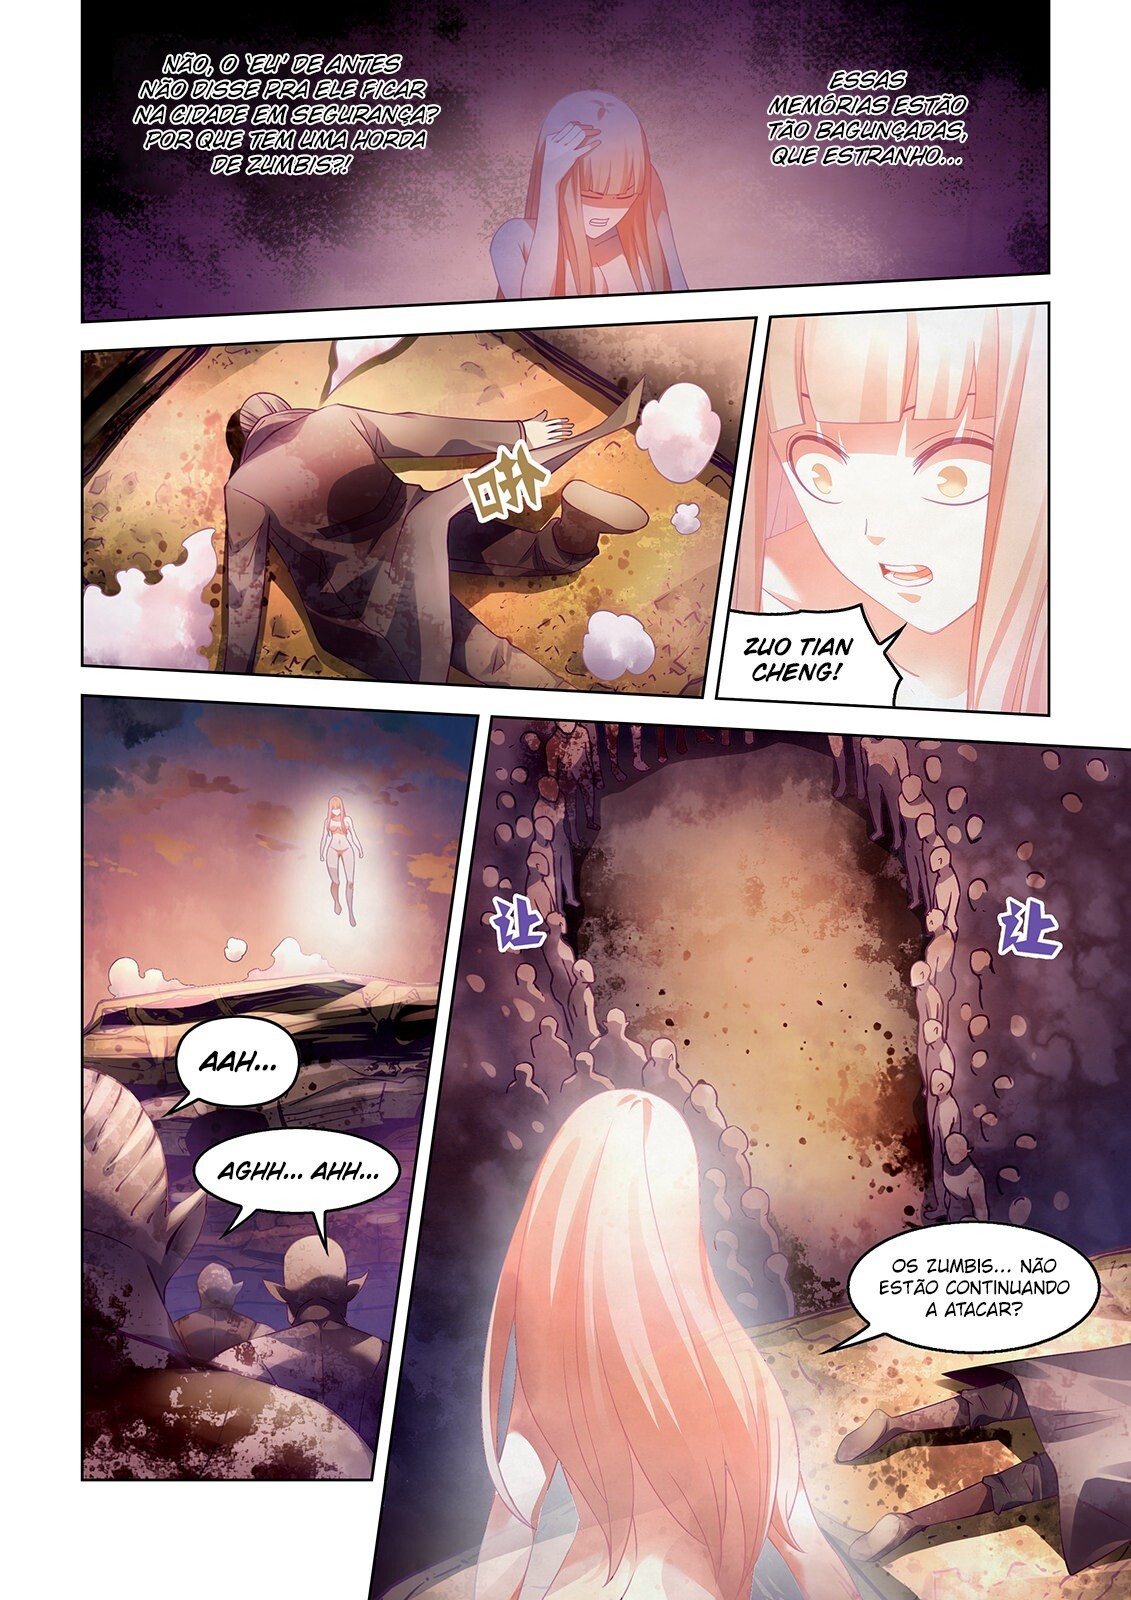 NÃO, O 'EU' DE ANTES
NÃO DISSE PRA ELE FICAR
NA CIDADE EM SEGURANÇA?
POR QUE TEM UMA HORDA
DE ZUMBIS?!
ESSAS
MEMÓRIAS ESTÃO
TÃO BAGUNÇADAS,
QUE ESTRANHO...
ZUO TIAN
CHENG!
AAH...
AGHH... AHH...
让
让
OS ZUMBIS... NÃO
ESTÃO CONTINUANDO
A ATACAR?